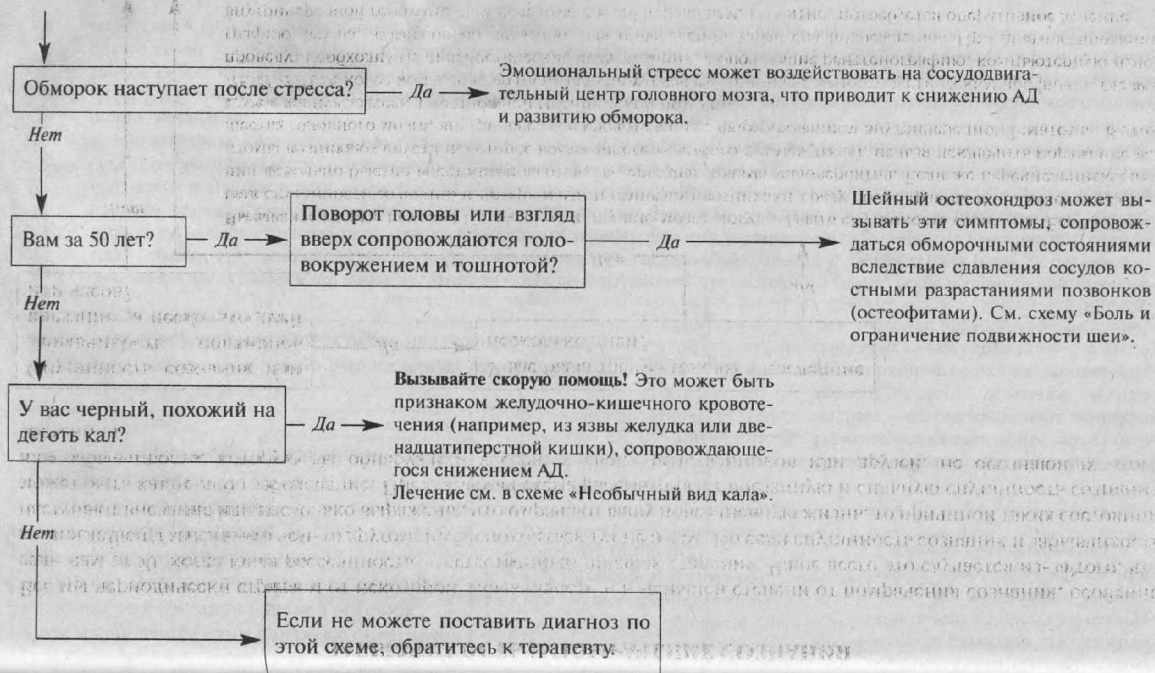 Обморок наступает после стресса?
Да
Эмоциональный стресс может воздействовать на сосудодвига-
тельный центр головного мозга, что приводит к снижению АД
и развитию обморока.
Нет
Вам за 50 лет?
Да
Поворот головы или взгляд
вверх сопровождаются голо-
вокружением и тошнотой?
Да
Шейный остеохондроз может вы-
зывать эти симптомы, сопровож-
даться обморочными состояниями
вследствие сдавления сосудов ко-
стными разрастаниями позвонков
(остеофитами). См. схему «Боль и
ограничение подвижности шеи».
Нет
У вас черный, похожий на
деготь кал?
Да
Вызывайте скорую помощь! Это может быть
признаком желудочно-кишечного кровоте-
чения (например, из язвы желудка или две-
надцатиперстной кишки), сопровождающе-
гося снижением АД.
Лечение см. в схеме «Необычный вид кала».
Нет
Если не можете поставить диагноз по
этой схеме, обратитесь к терапевту.